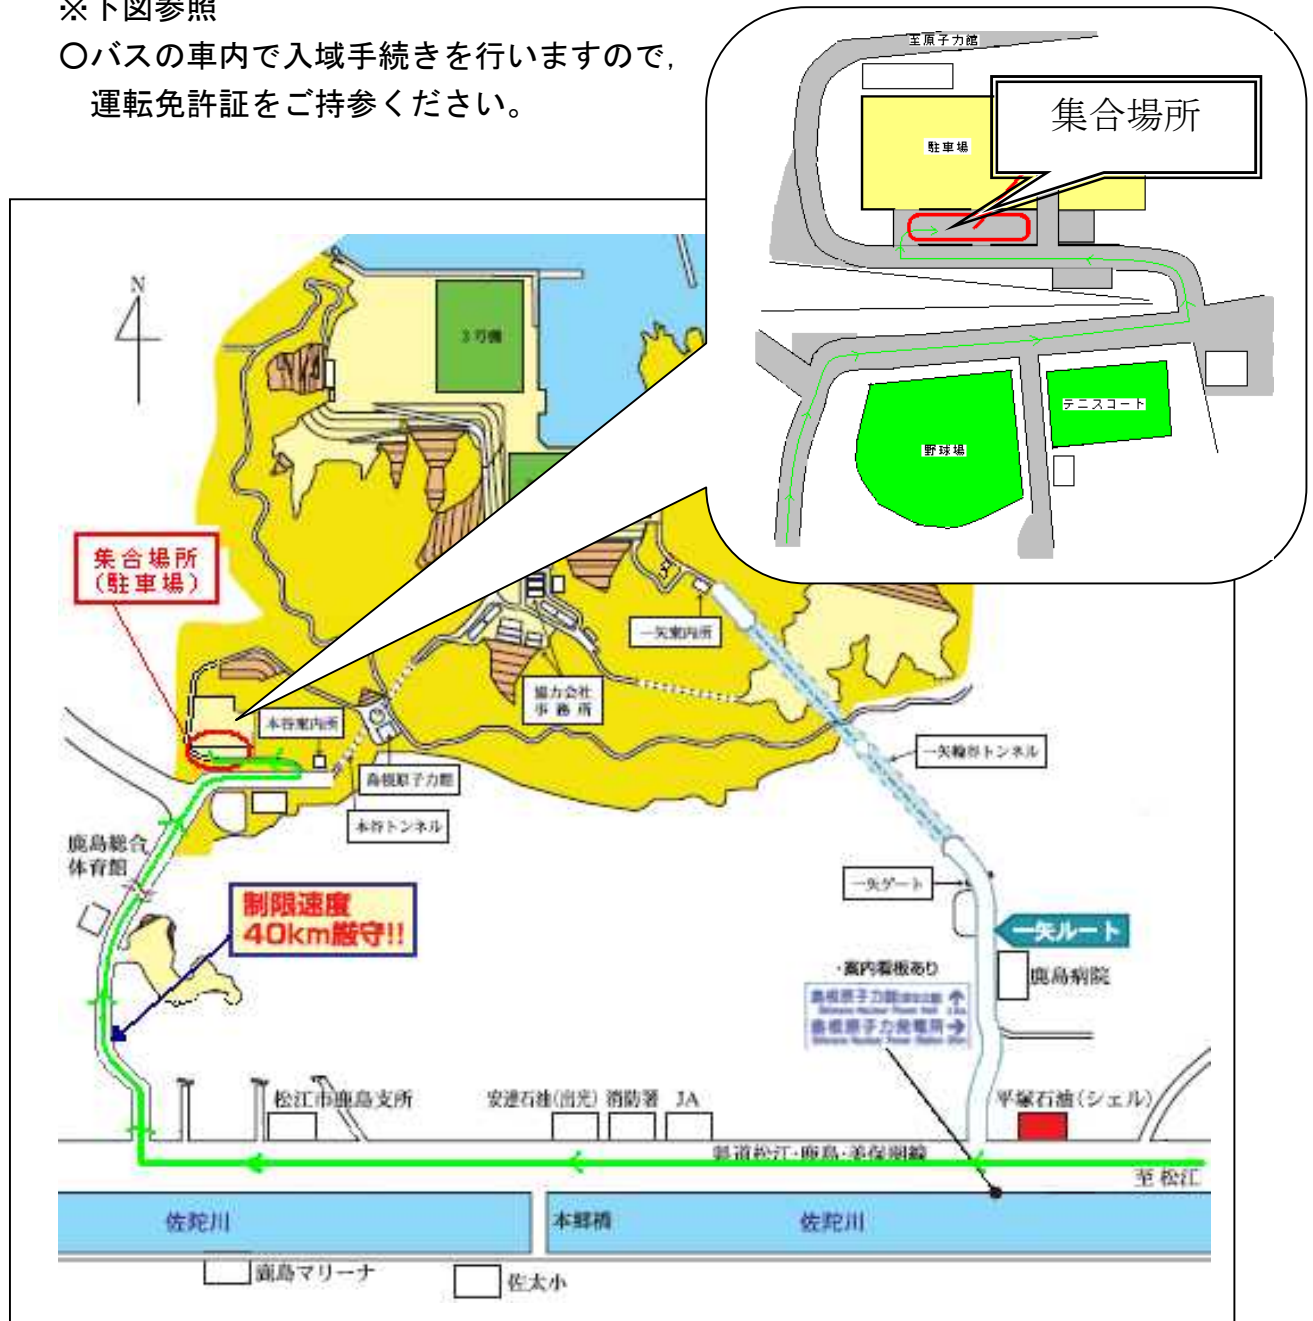 ※下図参照
〇バスの車内で入域手続きを行いますので,
運転免許証をご持参ください。
至原子力館
集合場所
駐車場
テニスコート
野球場
N
3号機
集合場所
(駐車場)
一矢案内所
協力会社
事務所
本谷案内所
島根原子力館
本谷トンネル
一矢輪谷トンネル
鹿島総合
体育館
制限速度
40km厳守!!
一矢ゲート
一矢ルート
・案内看板あり
鹿島病院
島根原子力館
島根原子力発電所
松江市鹿島支所
安達石油(出光)
消防署
JA
平塚石油(シェル)
県道松江・鹿島・美保関線
至 松江
佐陀川
本郷橋
佐陀川
鹿島マリーナ
佐太小